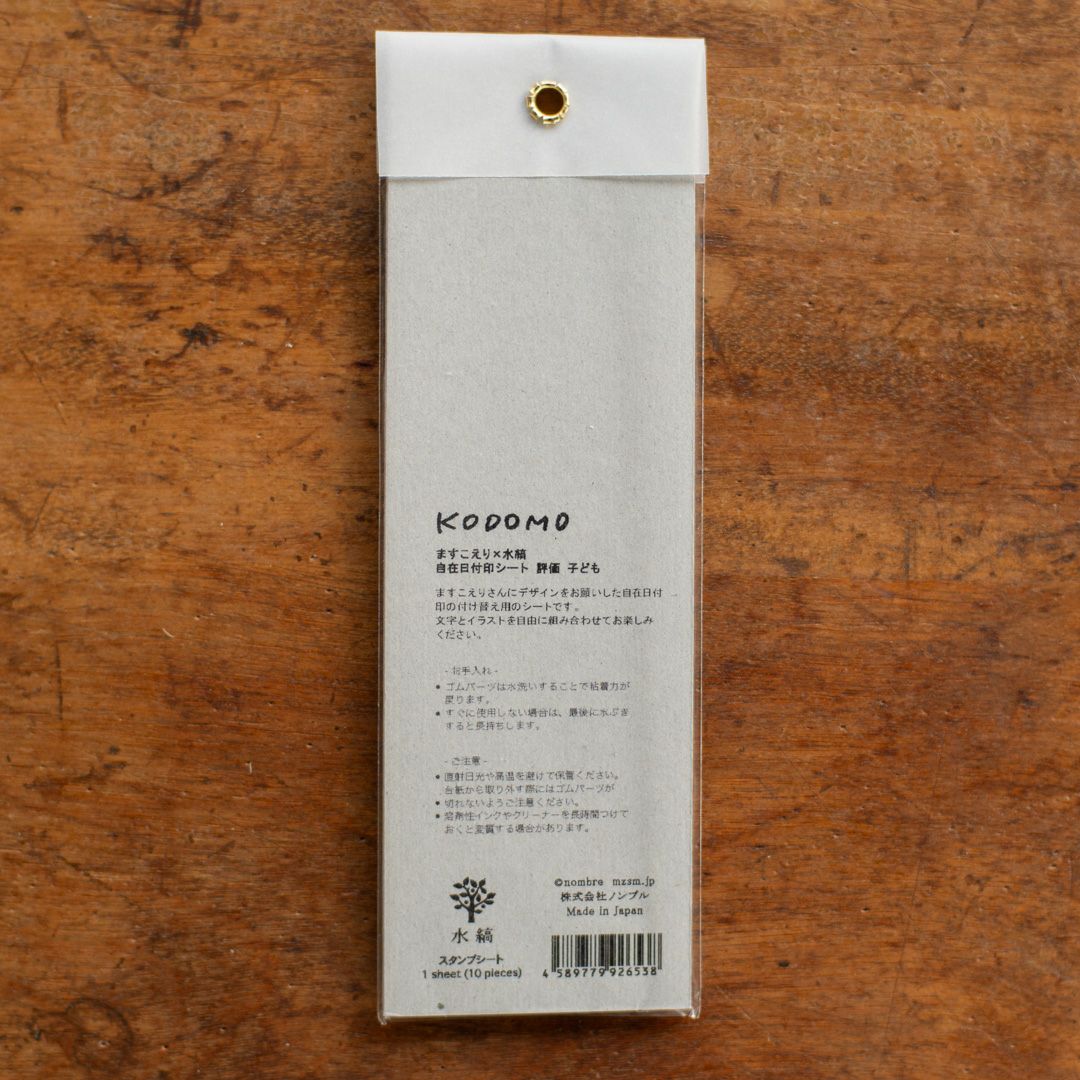 KODOMO
ますこえり×水縞
自在日付印シート 評価 子ども
ますこえりさんにデザインをお願いした自在日付
印の付け替え用のシートです。
文字とイラストを自由に組み合わせてお楽しみ
ください。
- お手入れ -
• ゴムパーツは水洗いすることで粘着力が
戻ります。
• すぐに使用しない場合は、最後に水ぶき
すると長持ちします。
- ご注意 -
• 直射日光や高温を避けて保管ください。
台紙から取り外す際にはゴムパーツが
• 切れないようご注意ください。
• 溶剤性インクやクリーナーを長時間つけて
おくと変質する場合があります。
水縞
スタンプシート
1 sheet (10 pieces)
©nombre mzsm.jp
株式会社ノンブル
Made in Japan
4 589779 926538